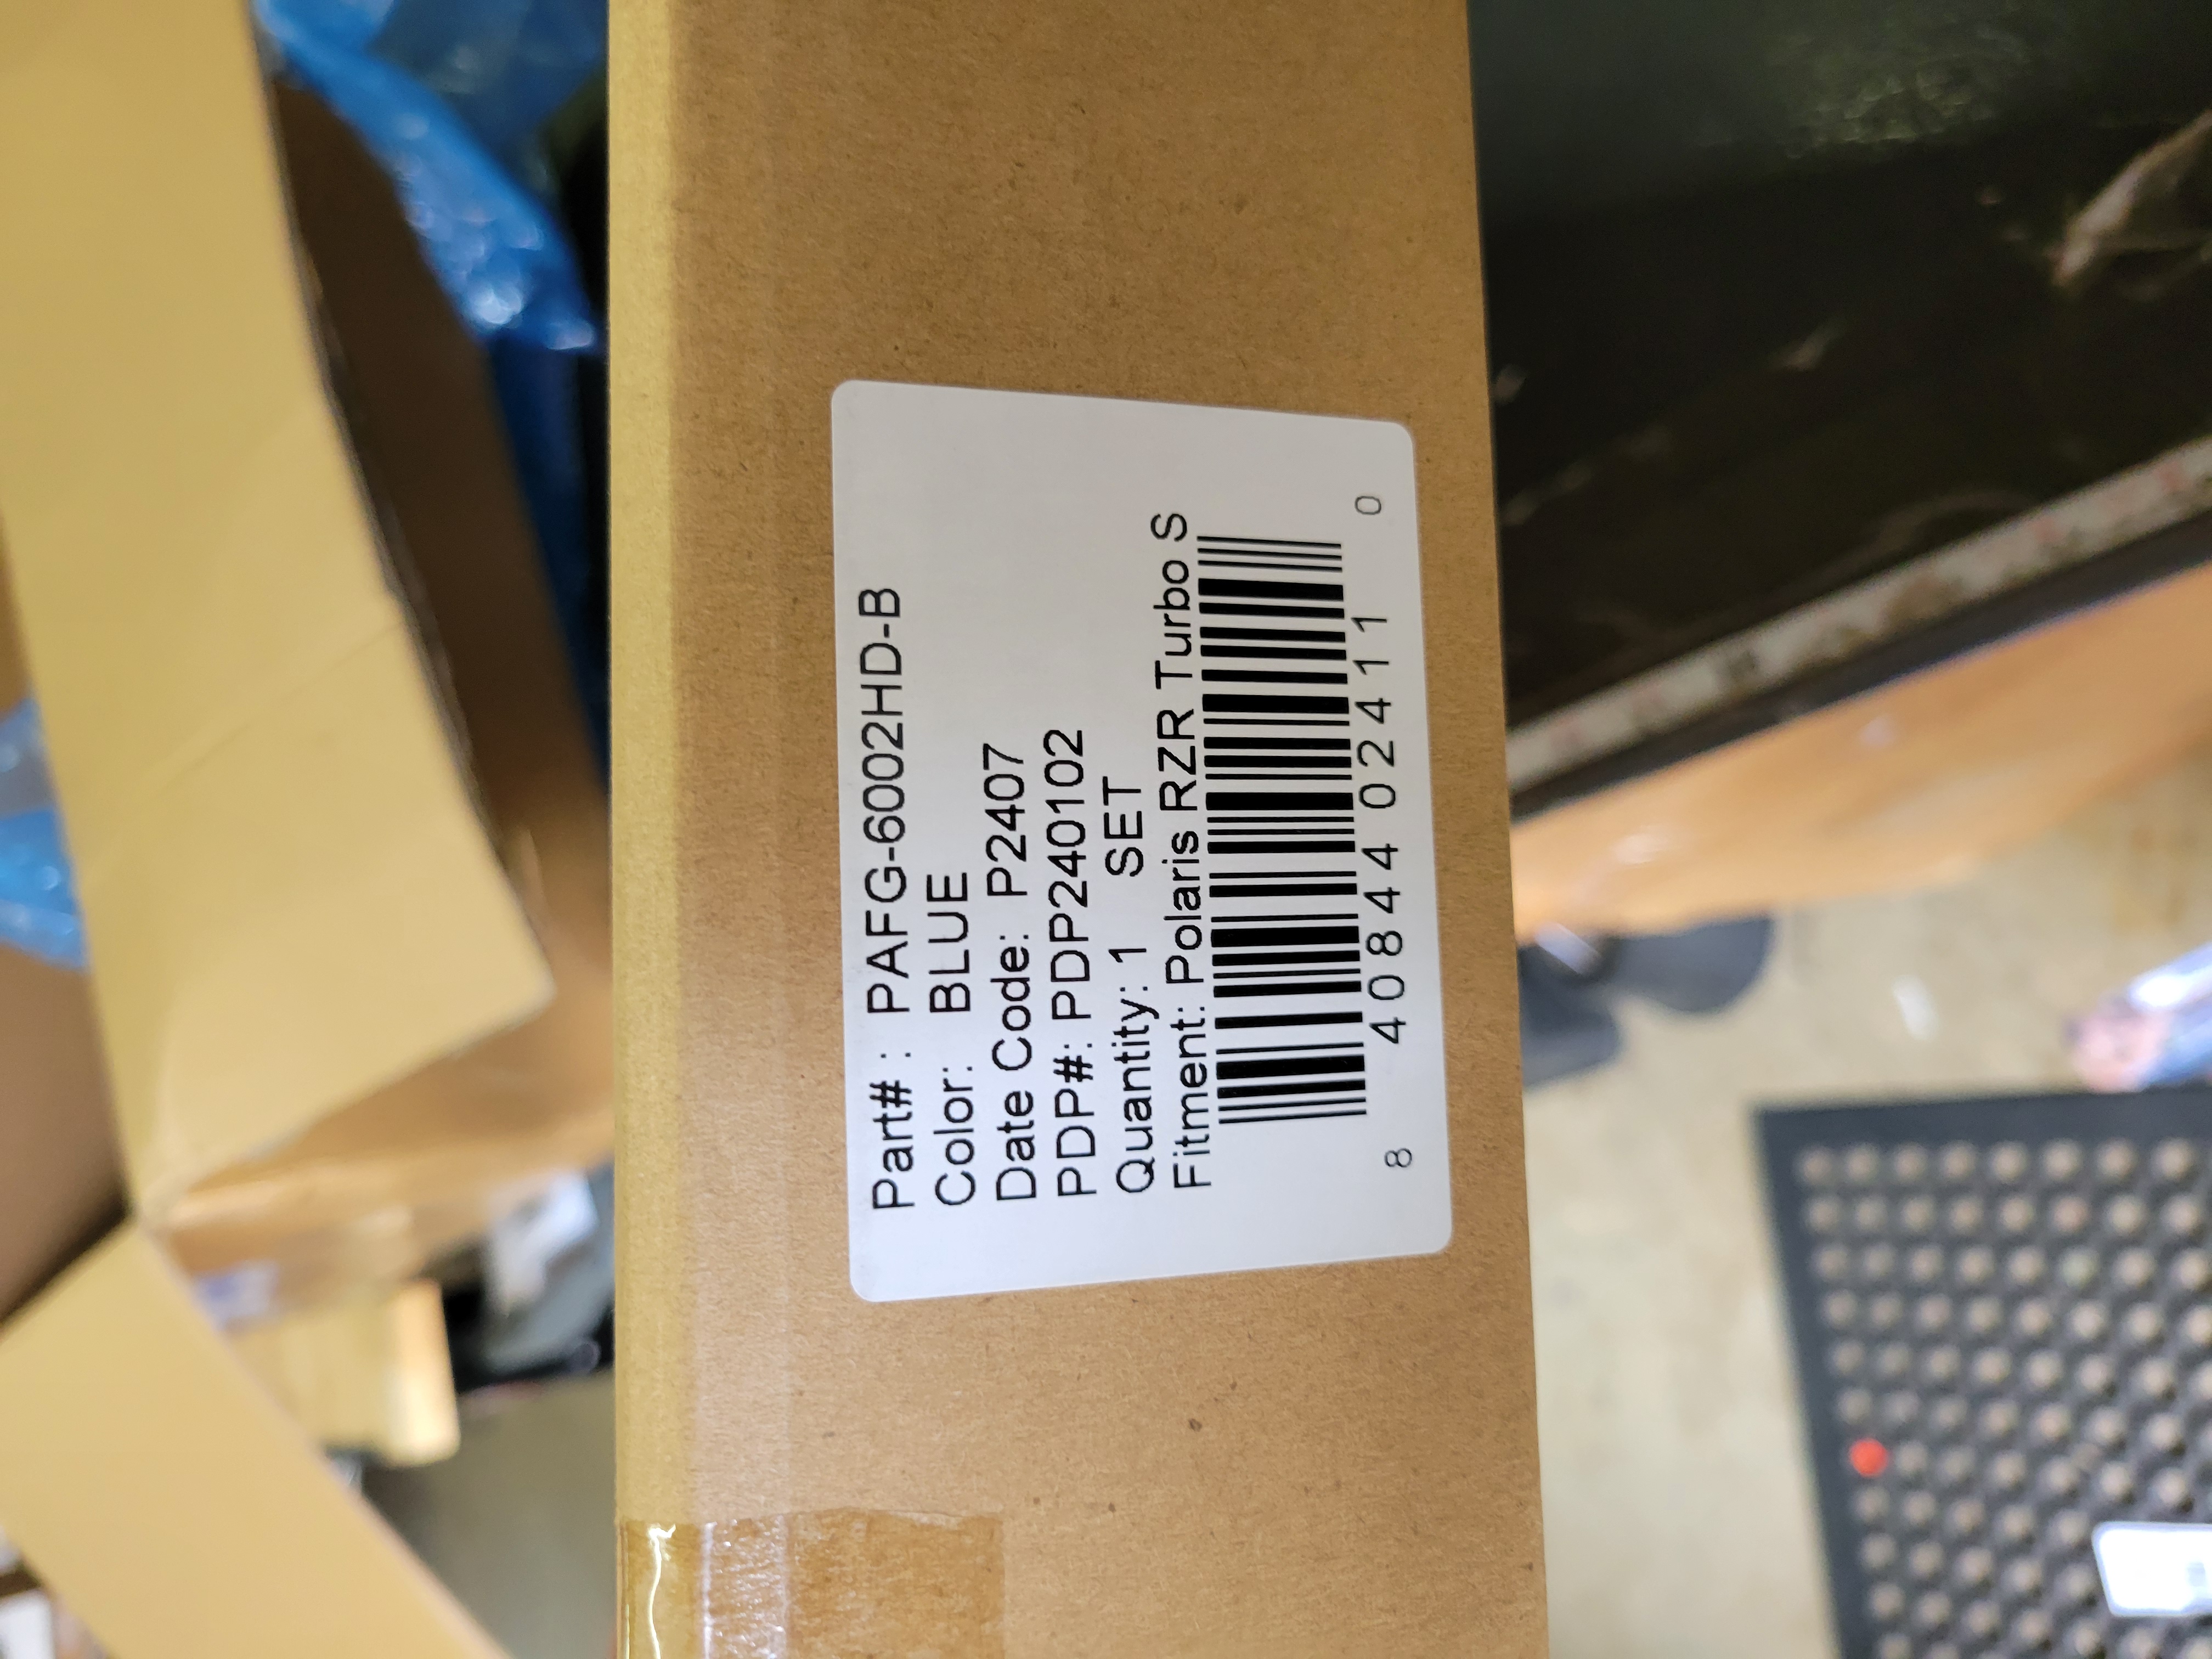 Part# : PAFG-6002HD-B
Color: BLUE
Date Code: P2407
PDP#: PDP240102
Quantity: 1 SET
Fitment: Polaris RZR Turbo S
8 40844 02411 0